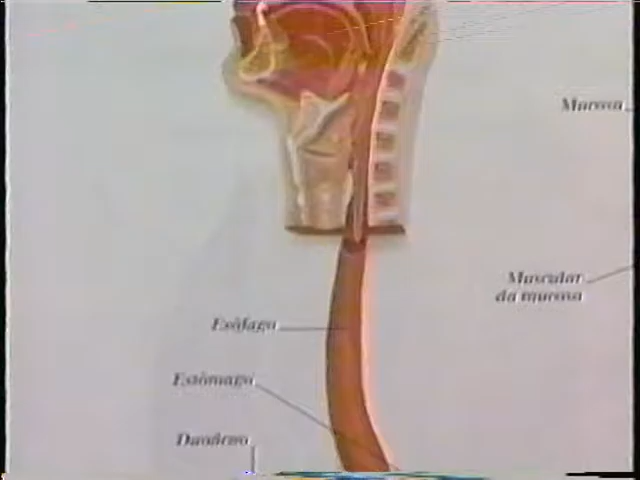 Mucosa
Muscular
da mucosa
Esôfago
Estômago
Duodeno